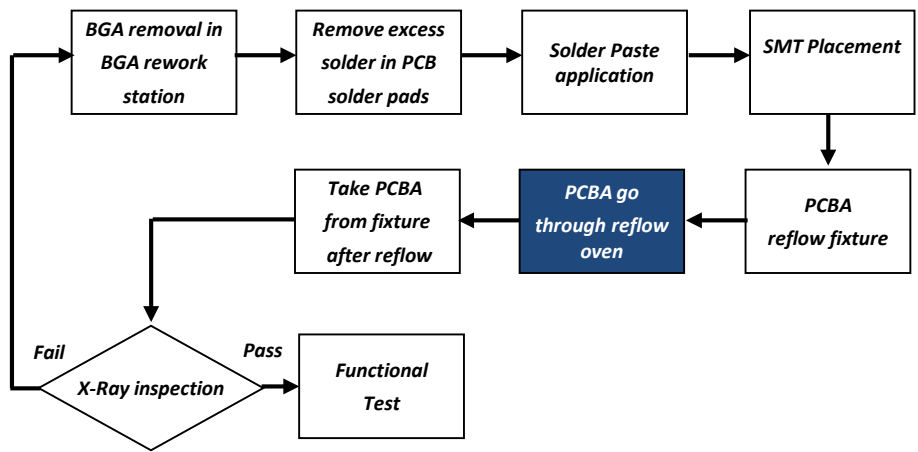 BGA removal in
BGA rework
station
Remove excess
solder in PCB
solder pads
Solder Paste
application
SMT Placement
PCBA
reflow fixture
PCBA go
through reflow
oven
Take PCBA
from fixture
after reflow
X-Ray inspection
Fail
Pass
Functional
Test